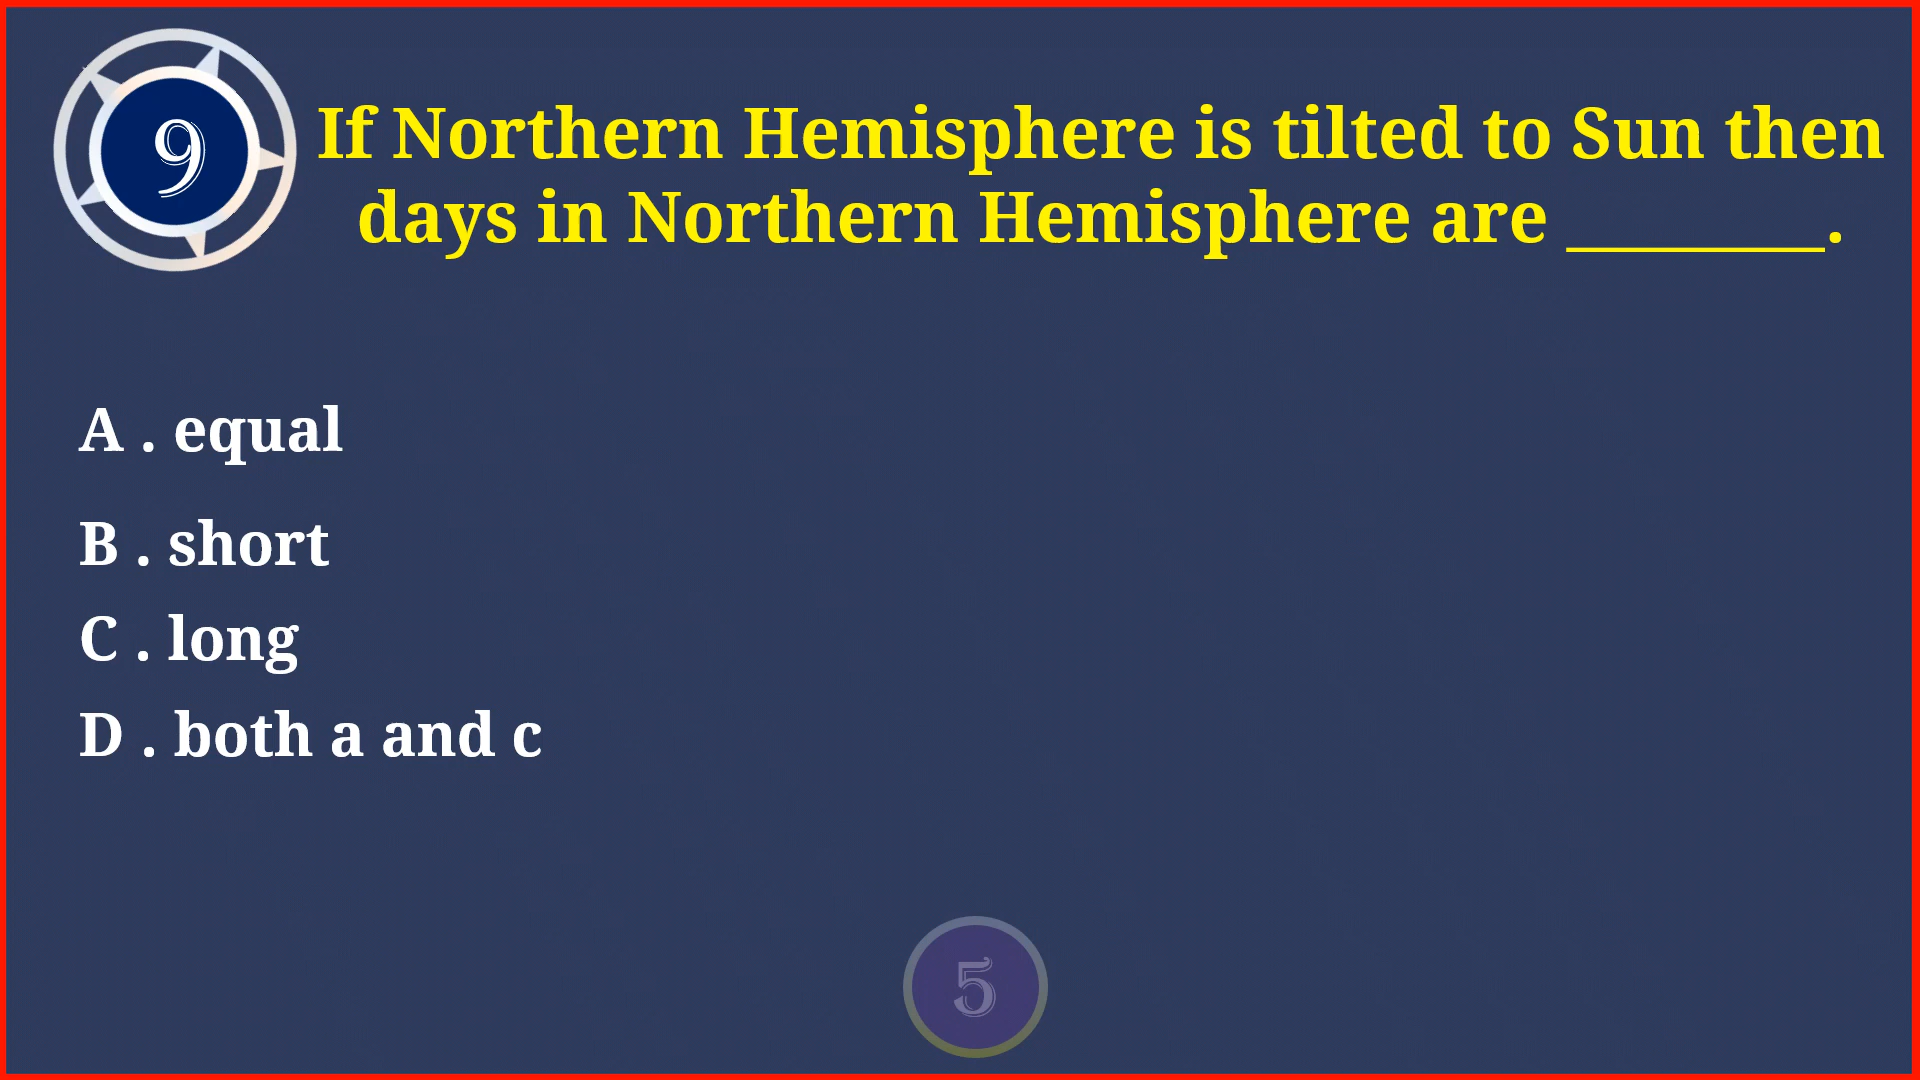 9
If Northern Hemisphere is tilted to Sun then
days in Northern Hemisphere are ________.
A . equal
B . short
C . long
D . both a and c
5